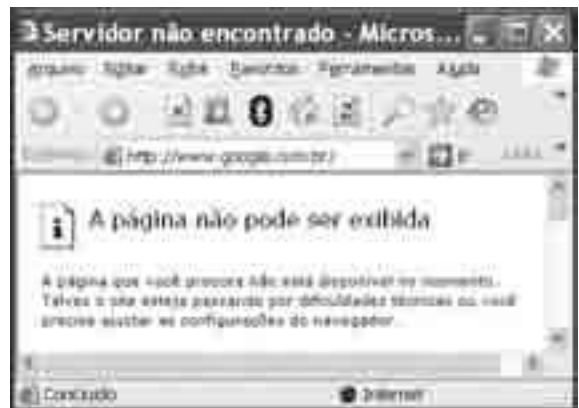 Servidor não encontrado - Micros...
Arquivo Editar Exibir Favoritos Ferramentas Ajuda
http://www.google.com.br/
A página não pode ser exibida
A página que você procura não está disponível no momento.
Talvez o site esteja passando por dificuldades técnicas ou você
precise ajustar as configurações do navegador.
Concluído
Internet